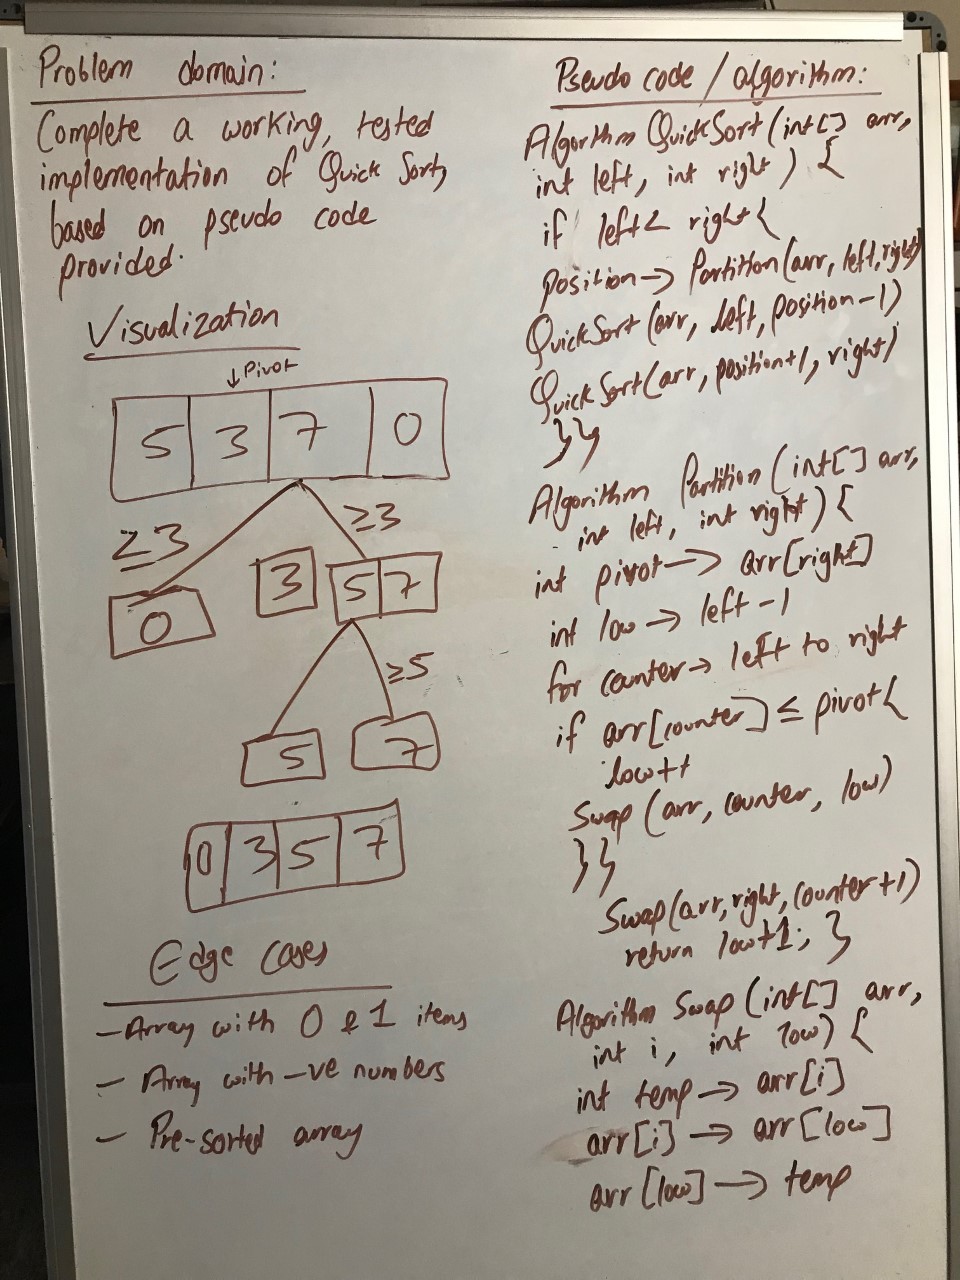 Problem domain:
Complete a working, tested
implementation of Quick Sort,
based on pseudo code
provided.
Visualization
↓Pivot
5 3 7 0
≥3 ≥3
0 3 5 7
≥5
5 7
0 3 5 7
Edge cases
- Array with 0 & 1 items
- Array with -ve numbers
- Pre-sorted array
Pseudo code / algorithm:
Algorthm QuickSort (int[] arr,
int left, int right) {
if left < right {
position → Partition (arr, left, right)
QuickSort (arr, left, position-1)
QuickSort (arr, position+1, right)
}}
Algorithm Partition (int[] arr,
int left, int right) {
int pivot → arr[right]
int low → left -1
for counter → left to right
if arr[counter] ≤ pivot {
low++
Swap (arr, counter, low)
}}
Swap (arr, right, counter+1)
return low+1; }
Algorithm Swap (int[] arr,
int i, int low) {
int temp → arr[i]
arr[i] → arr[low]
arr[low] → temp